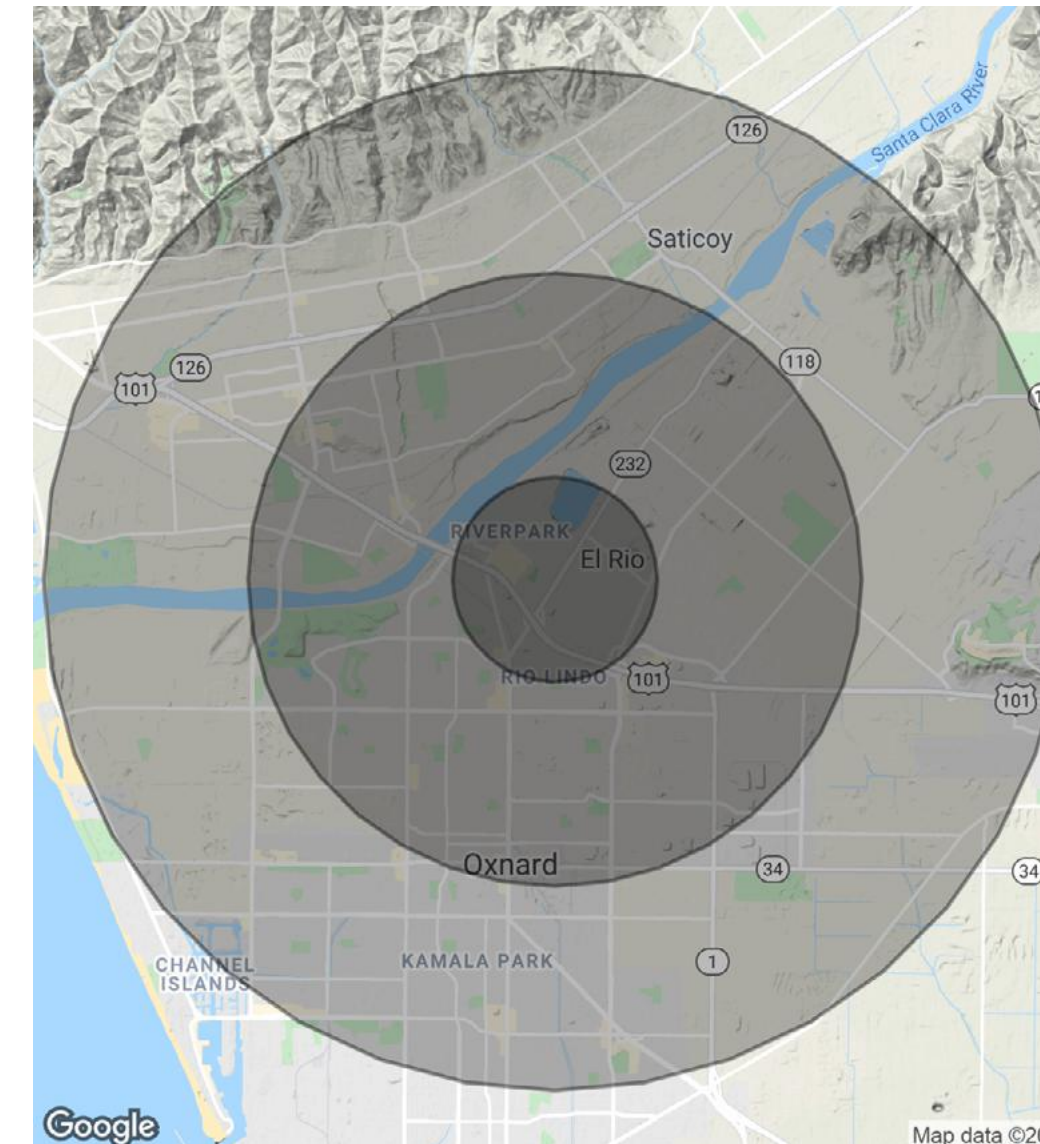 126
Santa Clara River
Saticoy
126
101
118
232
RIVERPARK
El Rio
RIO LINDO
101
101
Oxnard
34
34
CHANNEL
ISLANDS
KAMALA PARK
1
Google
Map data ©20